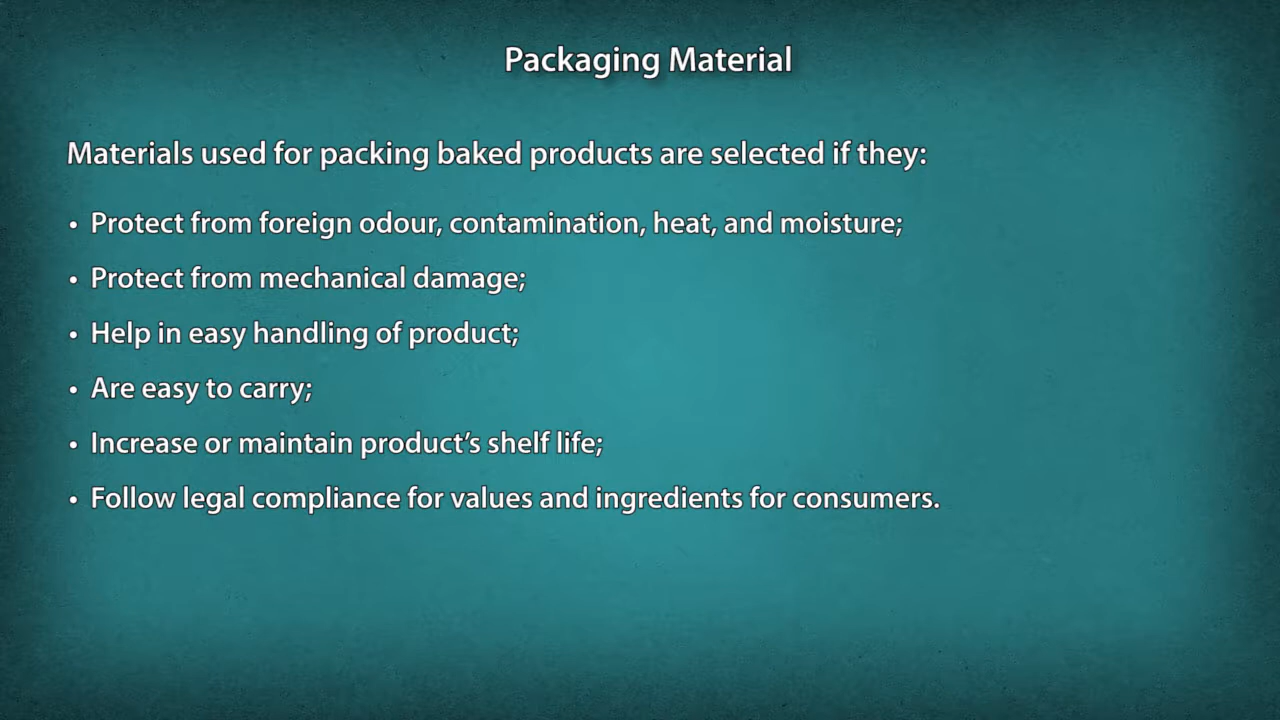 Packaging Material
Materials used for packing baked products are selected if they:
• Protect from foreign odour, contamination, heat, and moisture;
• Protect from mechanical damage;
• Help in easy handling of product;
• Are easy to carry;
• Increase or maintain product’s shelf life;
• Follow legal compliance for values and ingredients for consumers.